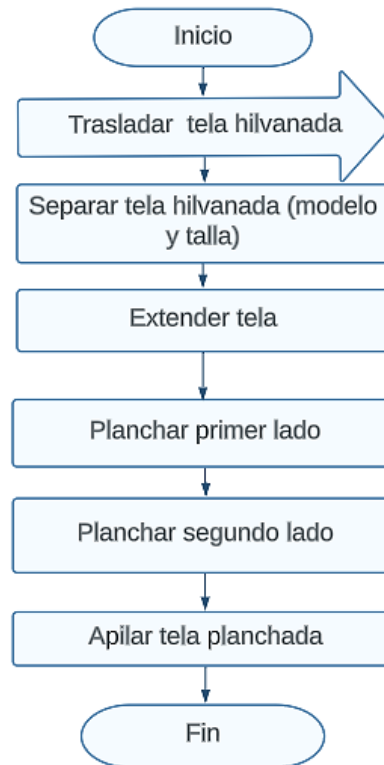 Inicio
Trasladar tela hilvanada
Separar tela hilvanada (modelo
y talla)
Extender tela
Planchar primer lado
Planchar segundo lado
Apilar tela planchada
Fin